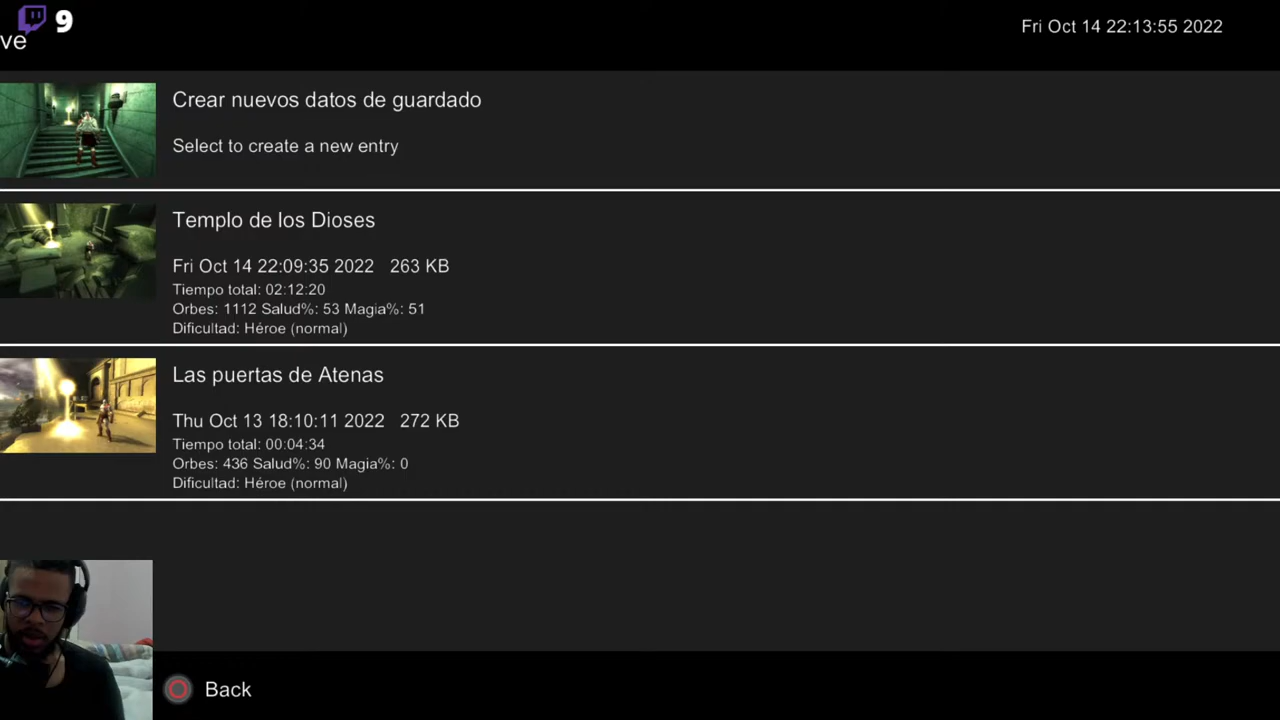 9
ve
Fri Oct 14 22:13:55 2022
Crear nuevos datos de guardado
Select to create a new entry
Templo de los Dioses
Fri Oct 14 22:09:35 2022 263 KB
Tiempo total: 02:12:20
Orbes: 1112 Salud%: 53 Magia%: 51
Dificultad: Héroe (normal)
Las puertas de Atenas
Thu Oct 13 18:10:11 2022 272 KB
Tiempo total: 00:04:34
Orbes: 436 Salud%: 90 Magia%: 0
Dificultad: Héroe (normal)
Back